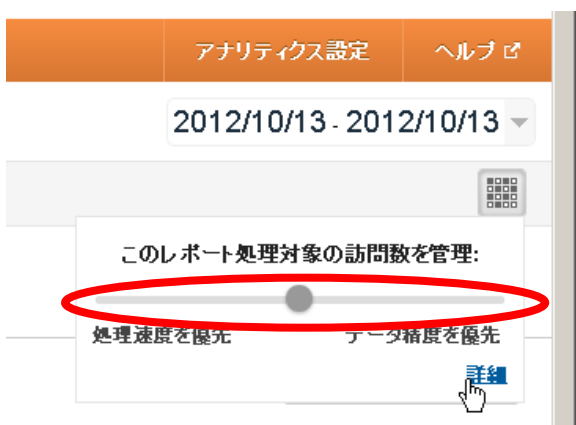 アナリティクス設定 ヘルプ
2012/10/13 - 2012/10/13
このレポート処理対象の訪問数を管理:
処理速度を優先 データ精度を優先
詳細